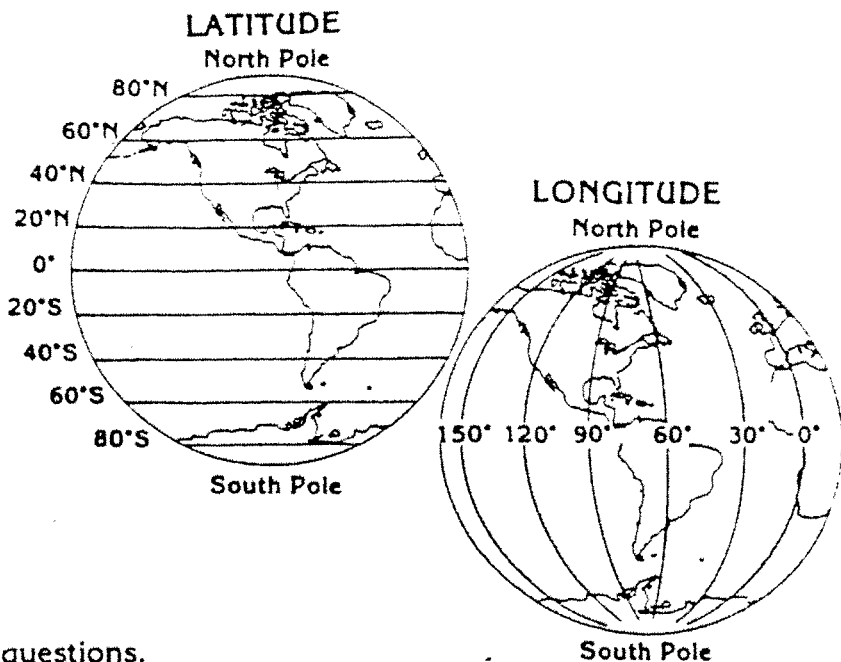 LATITUDE
North Pole
80°N
60°N
40°N
20°N
0°
20°S
40°S
60°S
80°S
South Pole
LONGITUDE
North Pole
150° 120° 90° 60° 30° 0°
South Pole
questions.